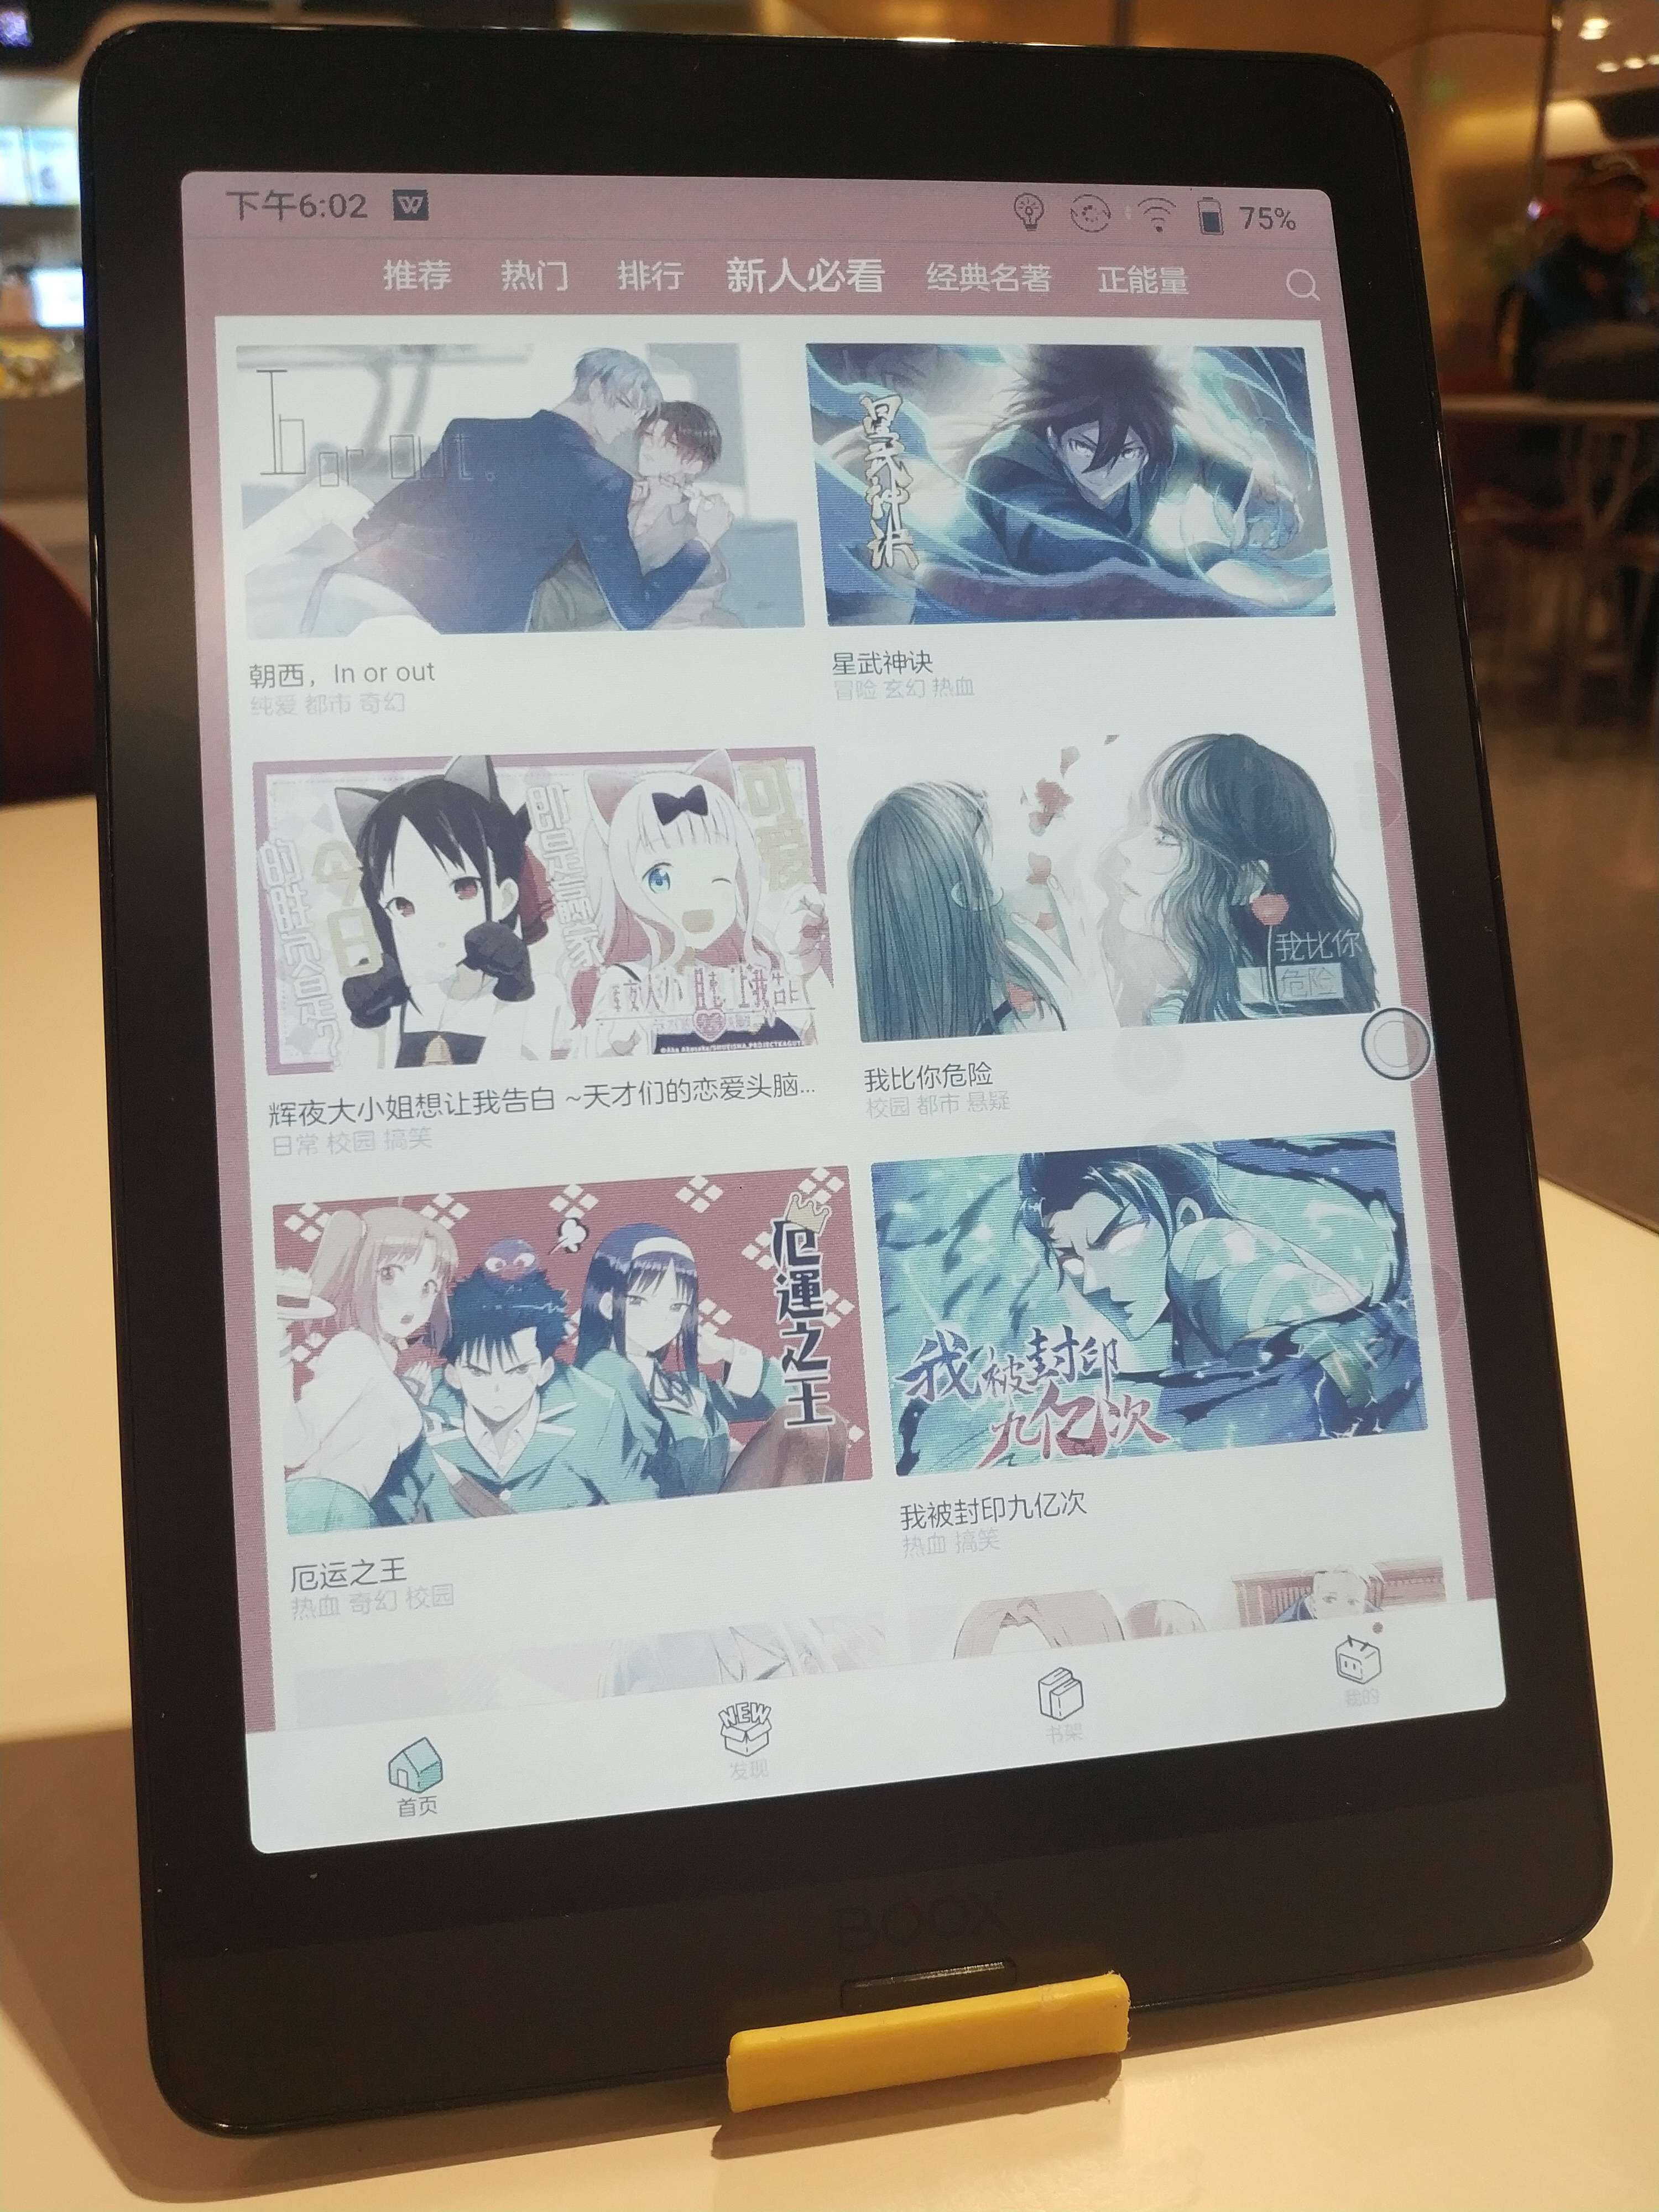 下午6:02 W 75%
推荐 热门 排行 新人必看 经典名著 正能量
In or out.
星武神诀
朝西，In or out
纯爱 都市 奇幻
星武神诀
冒险 玄幻 热血
今日
的胜负是?
即是赢家
可爱
我比你
危险
辉夜大小姐想让我告白 ~天才们的恋爱头脑...
日常 校园 搞笑
我比你危险
校园 都市 悬疑
厄運之王
我被封印
九亿次
厄运之王
热血 奇幻 校园
我被封印九亿次
热血 搞笑
首页
NEW
发现
书架
我的
BOOX